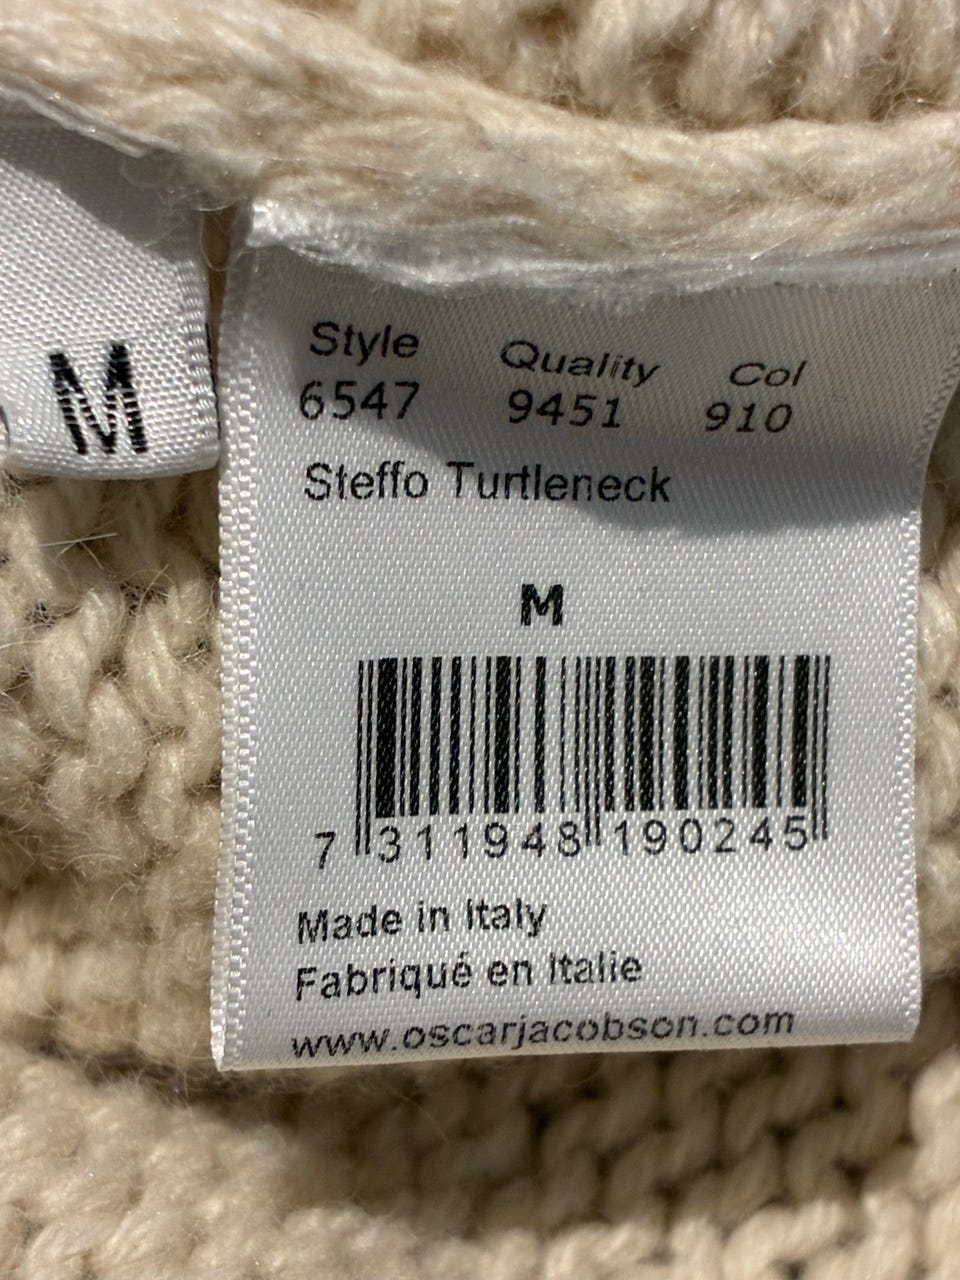 M
Style Quality Col
6547 9451 910
Steffo Turtleneck
M
7 311948 190245
Made in Italy
Fabriqué en Italie
www.oscarjacobson.com